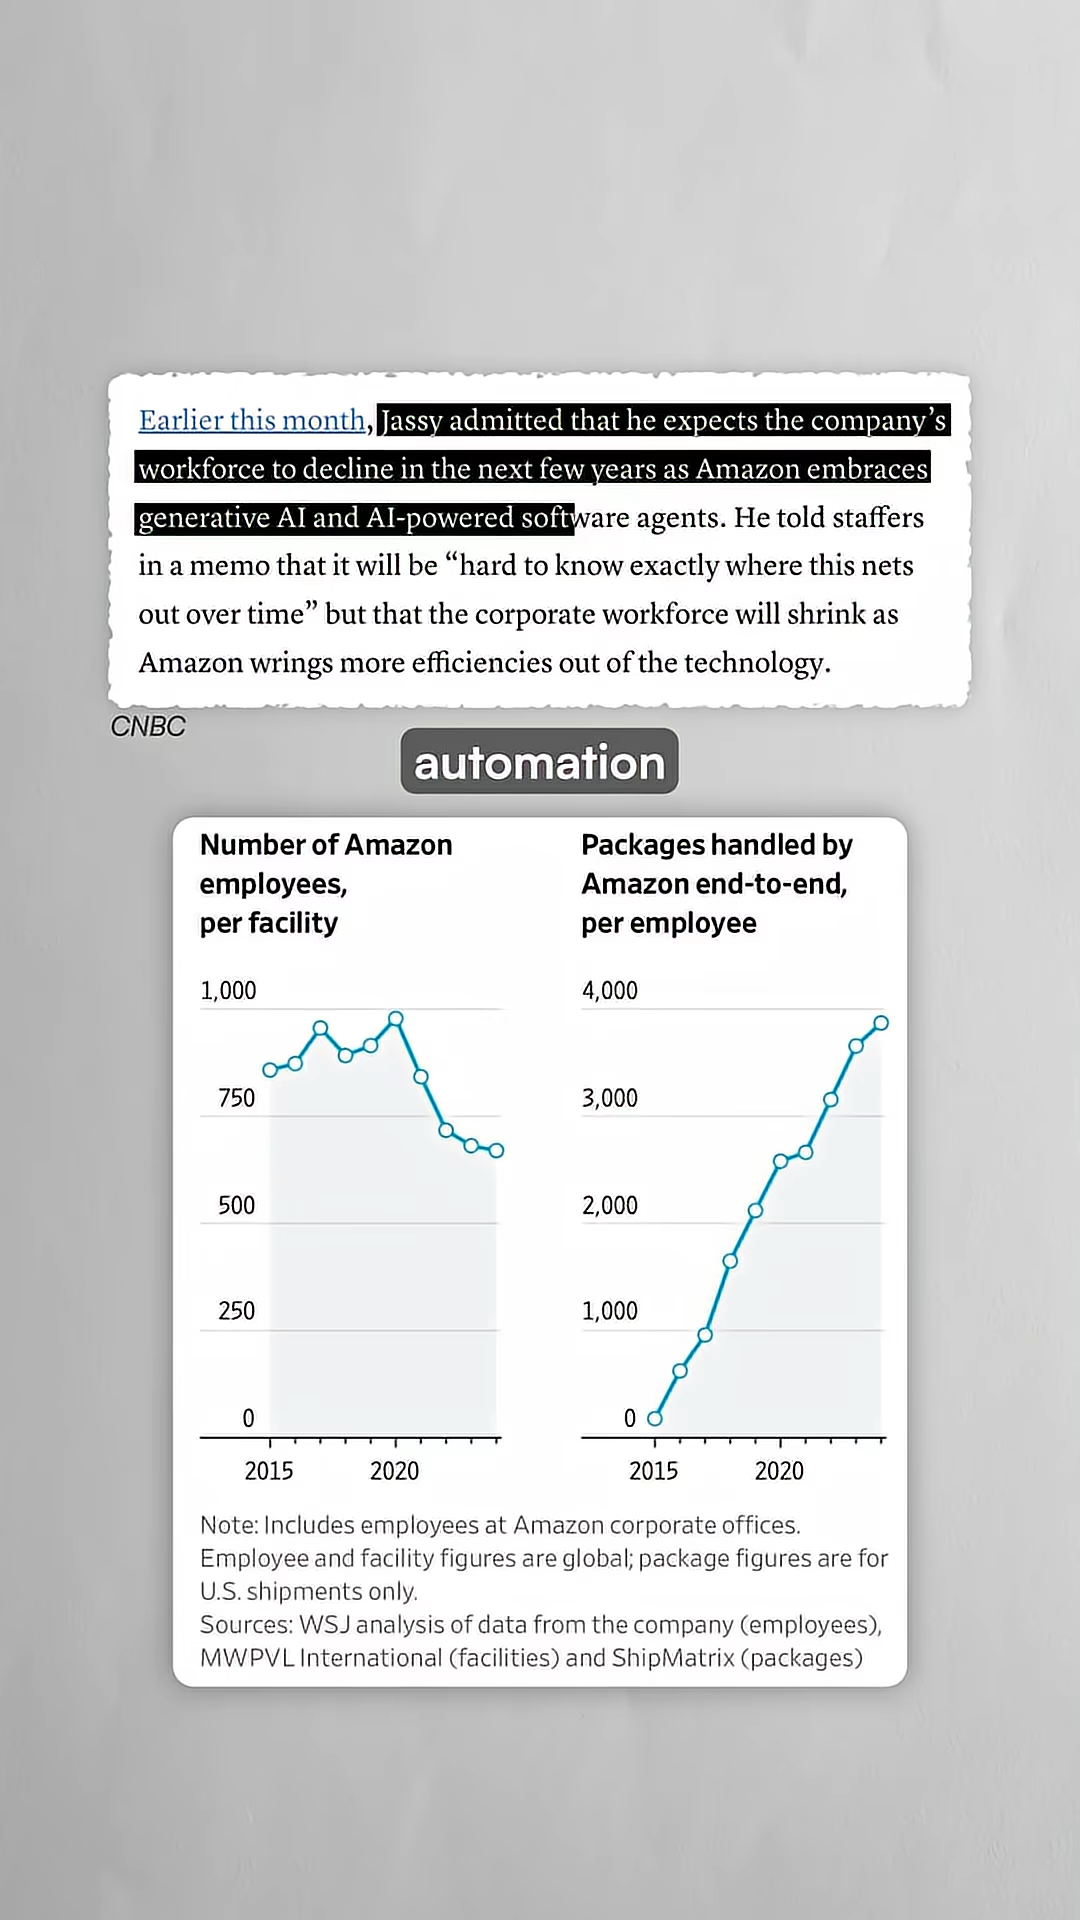 Earlier this month, Jassy admitted that he expects the company’s
workforce to decline in the next few years as Amazon embraces
generative AI and AI-powered software agents. He told staffers
in a memo that it will be “hard to know exactly where this nets
out over time” but that the corporate workforce will shrink as
Amazon wrings more efficiencies out of the technology.
CNBC
automation
Number of Amazon
employees,
per facility
1,000
750
500
250
0
2015 2020
Packages handled by
Amazon end-to-end,
per employee
4,000
3,000
2,000
1,000
0
2015 2020
Note: Includes employees at Amazon corporate offices.
Employee and facility figures are global; package figures are for
U.S. shipments only.
Sources: WSJ analysis of data from the company (employees),
MWPVL International (facilities) and ShipMatrix (packages)